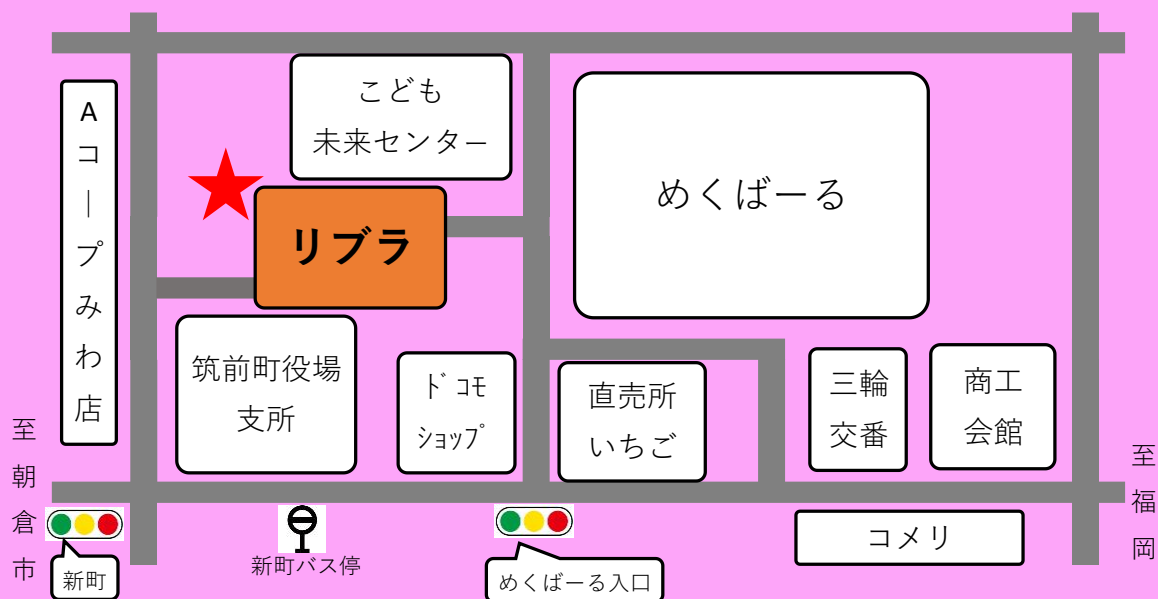 こども
未来センター
Aコープみわ店
めくばーる
リブラ
筑前町役場
支所
ﾄﾞｺﾓ
ｼｮｯﾌﾟ
直売所
いちご
三輪
交番
商工
会館
至朝倉市
至福岡
コメリ
新町バス停
新町
めくばーる入口